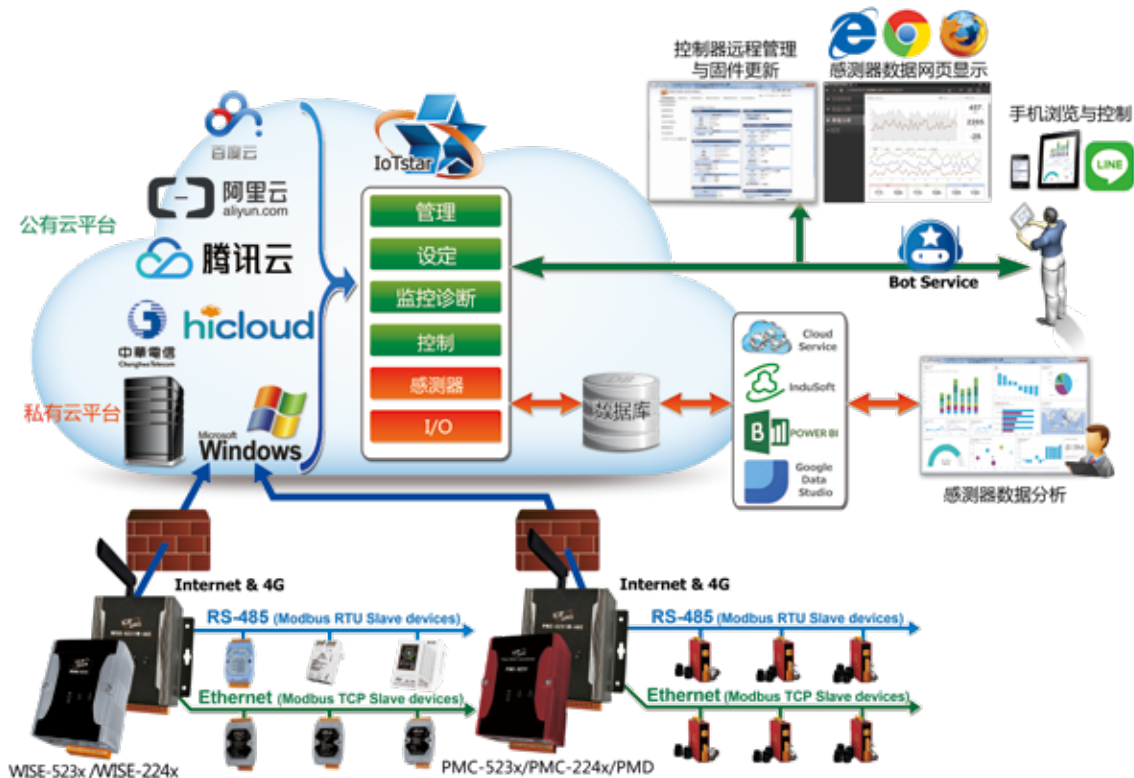 控制器远程管理
与固件更新
感测器数据网页显示
手机浏览与控制
LINE
百度云
IoTstar
阿里云
aliyun.com
公有云平台
腾讯云
中華電信
Chunghwa Telecom
hicloud
私有云平台
Microsoft
Windows
管理
设定
监控诊断
控制
感测器
I/O
数据库
Bot Service
Cloud
Service
InduSoft
B
POWER BI
Google
Data
Studio
感测器数据分析
Internet & 4G
RS-485 (Modbus RTU Slave devices)
Ethernet (Modbus TCP Slave devices)
WISE-523x /WISE-224x
Internet & 4G
RS-485 (Modbus RTU Slave devices)
Ethernet (Modbus TCP Slave devices)
PMC-523x/PMC-224x/PMD